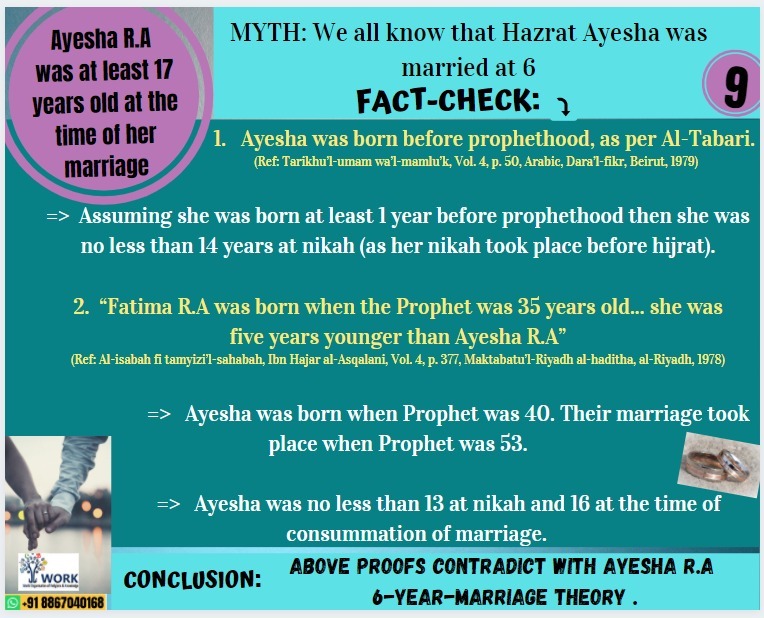 Ayesha R.A
was at least 17
years old at the
time of her
marriage
MYTH: We all know that Hazrat Ayesha was
married at 6
FACT-CHECK:
9
1. Ayesha was born before prophethood, as per Al-Tabari.
(Ref: Tarikhu'l-umam wa'l-mamlu'k, Vol. 4, p. 50, Arabic, Dara'l-fikr, Beirut, 1979)
=> Assuming she was born at least 1 year before prophethood then she was
no less than 14 years at nikah (as her nikah took place before hijrat).
2. “Fatima R.A was born when the Prophet was 35 years old... she was
five years younger than Ayesha R.A”
(Ref: Al-isabah fi tamyizi'l-sahabah, Ibn Hajar al-Asqalani, Vol. 4, p. 377, Maktabatu'l-Riyadh al-haditha, al-Riyadh, 1978)
=> Ayesha was born when Prophet was 40. Their marriage took
place when Prophet was 53.
=> Ayesha was no less than 13 at nikah and 16 at the time of
consummation of marriage.
WORK
+91 8867040168
CONCLUSION:
ABOVE PROOFS CONTRADICT WITH AYESHA R.A
6-YEAR-MARRIAGE THEORY .